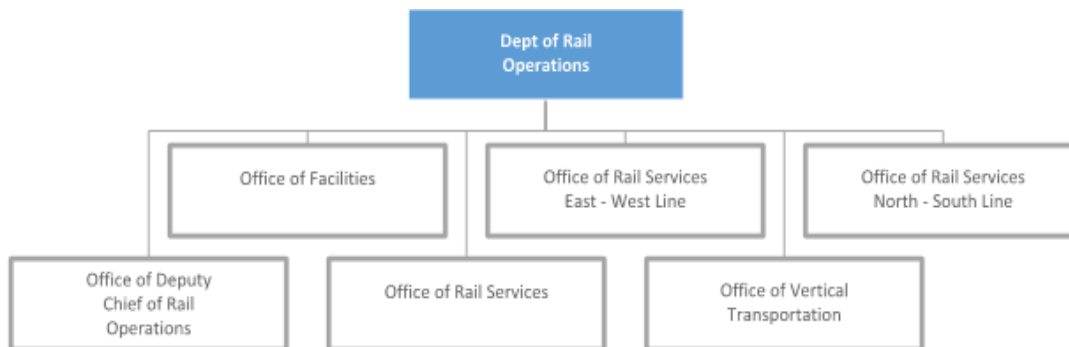 Dept of Rail
Operations
Office of Facilities
Office of Rail Services
East - West Line
Office of Rail Services
North - South Line
Office of Deputy
Chief of Rail
Operations
Office of Rail Services
Office of Vertical
Transportation